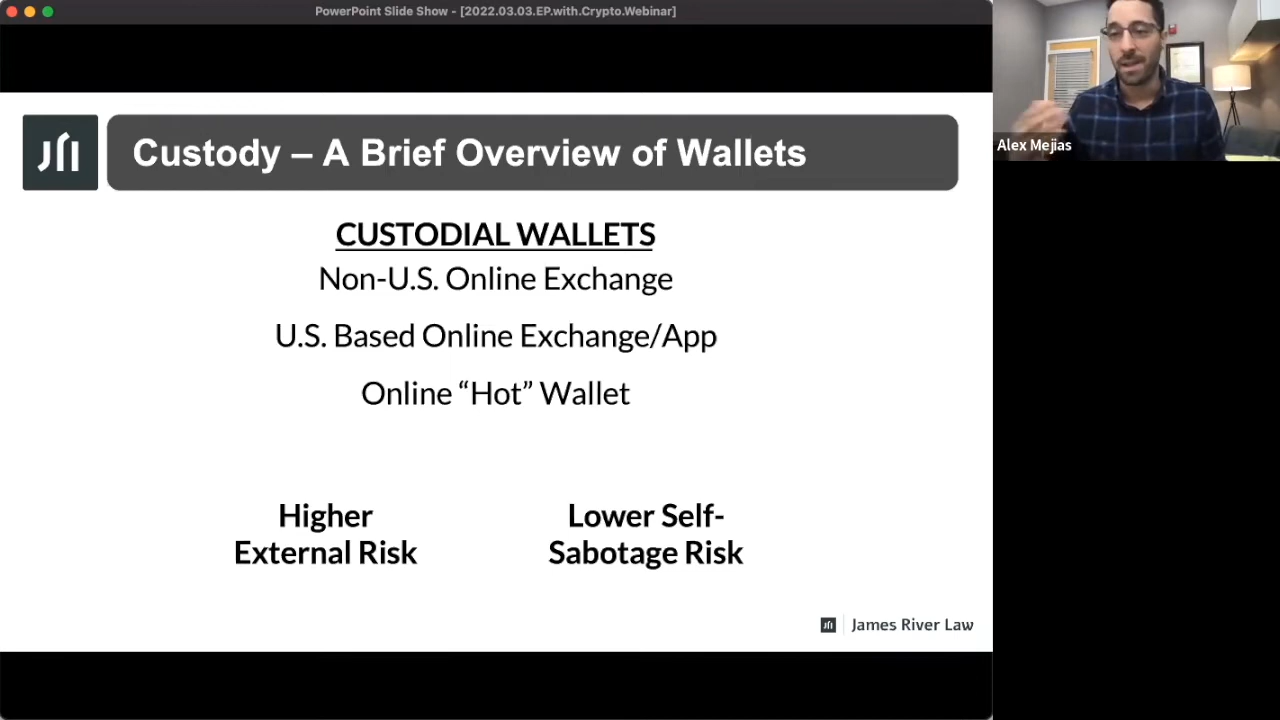 PowerPoint Slide Show - [2022.03.03.EP.with.Crypto.Webinar]
Alex Mejias
Custody – A Brief Overview of Wallets
CUSTODIAL WALLETS
Non-U.S. Online Exchange
U.S. Based Online Exchange/App
Online “Hot” Wallet
Higher
External Risk
Lower Self-
Sabotage Risk
James River Law